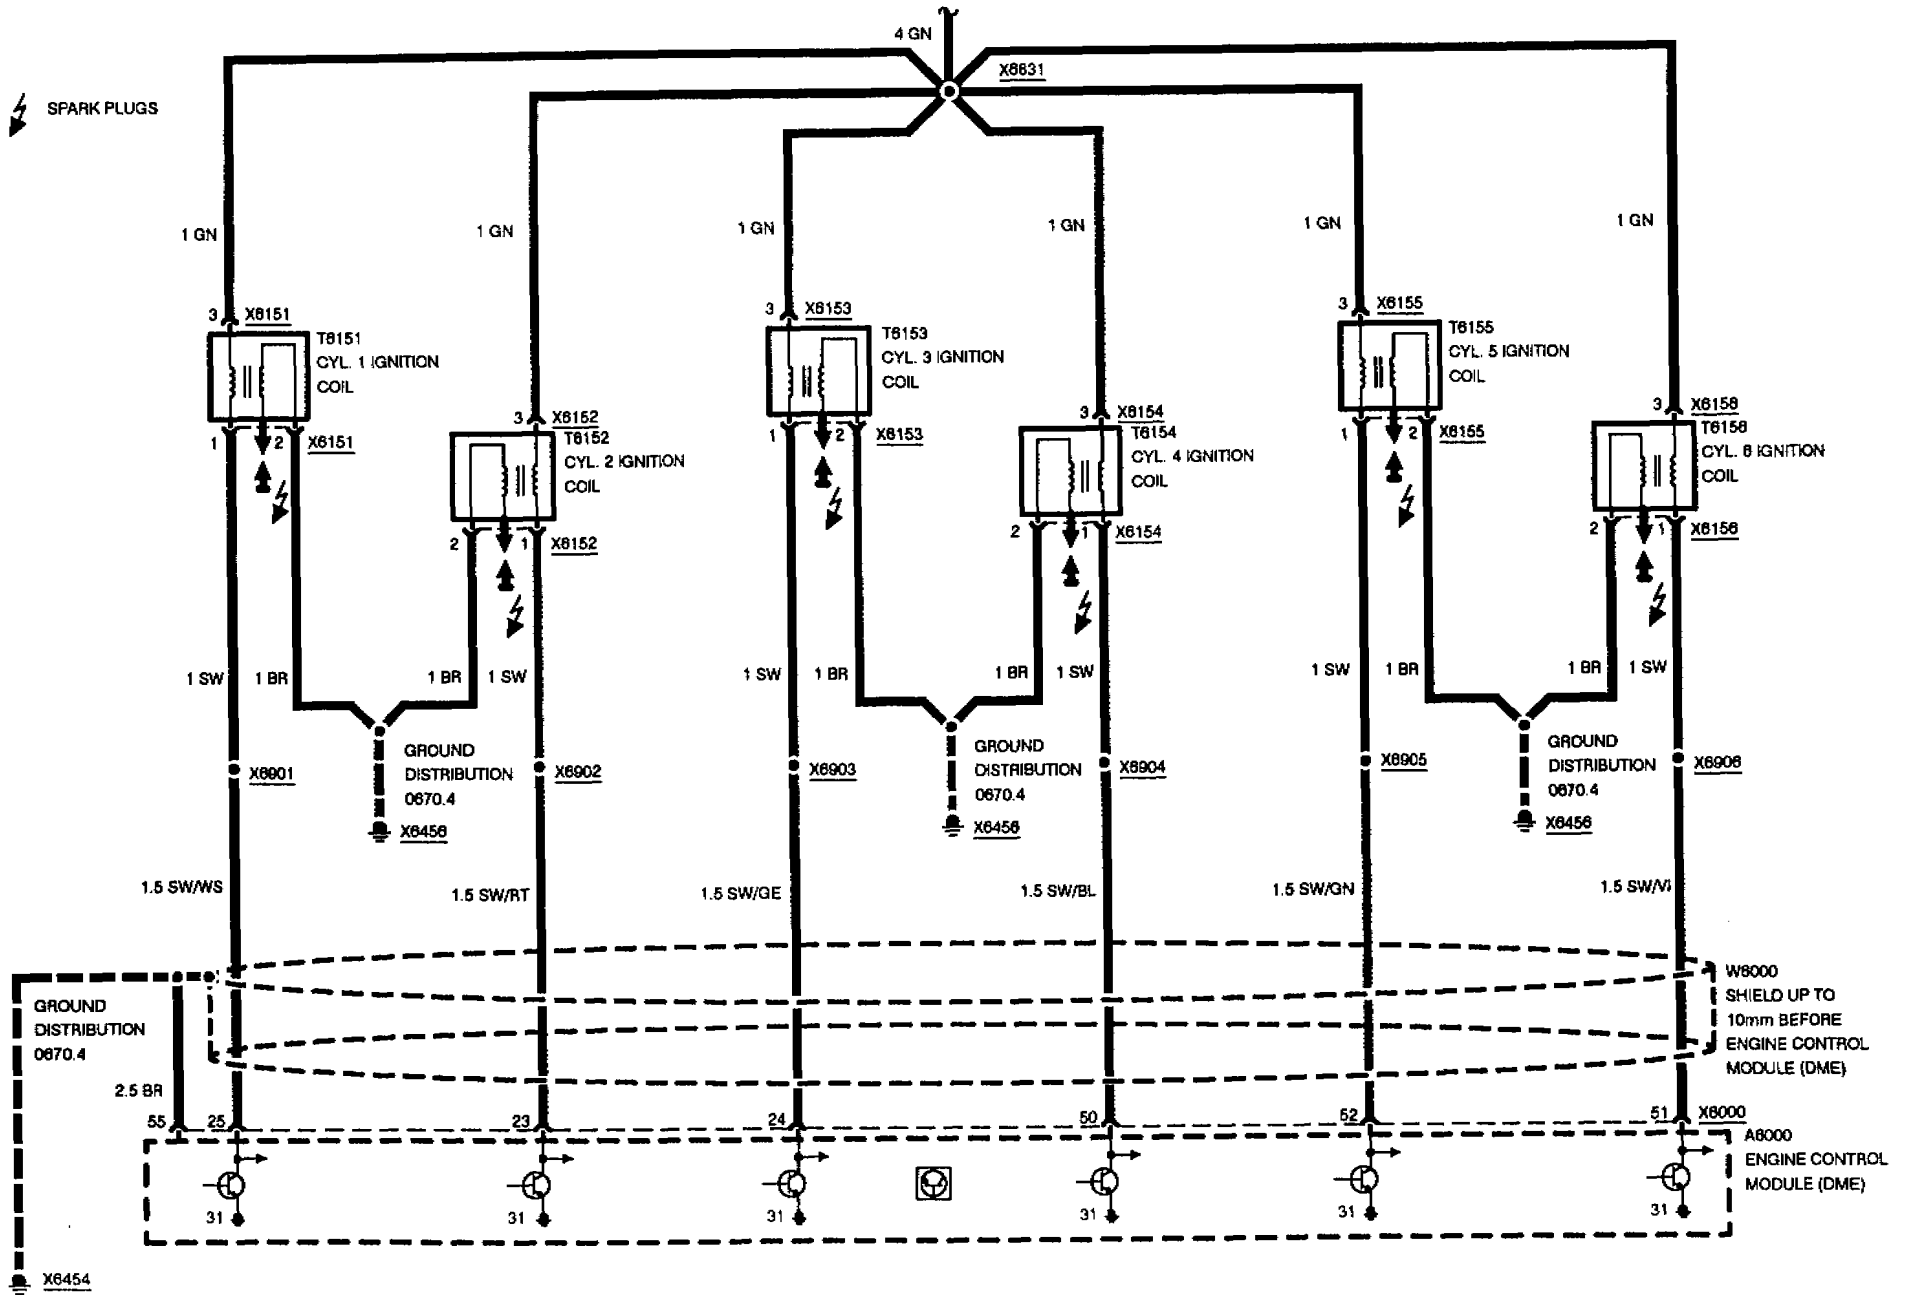 4 GN
X6631
SPARK PLUGS
1 GN
1 GN
1 GN
1 GN
1 GN
1 GN
3 X6151
T6151
CYL. 1 IGNITION
COIL
1 2 X6151
3 X6152
T6152
CYL. 2 IGNITION
COIL
2 1 X6152
3 X6153
T6153
CYL. 3 IGNITION
COIL
1 2 X6153
3 X6154
T6154
CYL. 4 IGNITION
COIL
2 1 X6154
3 X6155
T6155
CYL. 5 IGNITION
COIL
1 2 X6155
3 X6156
T6156
CYL. 6 IGNITION
COIL
2 1 X6156
1 SW
1 BR
1 BR
1 SW
1 SW
1 BR
1 BR
1 SW
1 SW
1 BR
1 BR
1 SW
X6901
GROUND
DISTRIBUTION
0670.4
X6456
X6902
X6903
GROUND
DISTRIBUTION
0670.4
X6456
X6904
X6905
GROUND
DISTRIBUTION
0670.4
X6456
X6906
1.5 SW/WS
1.5 SW/RT
1.5 SW/GE
1.5 SW/BL
1.5 SW/GN
1.5 SW/VI
GROUND
DISTRIBUTION
0670.4
W6000
SHIELD UP TO
10mm BEFORE
ENGINE CONTROL
MODULE (DME)
2.5 BR
55
25
23
24
50
52
51
X6000
A6000
ENGINE CONTROL
MODULE (DME)
31
31
31
31
31
31
X6454